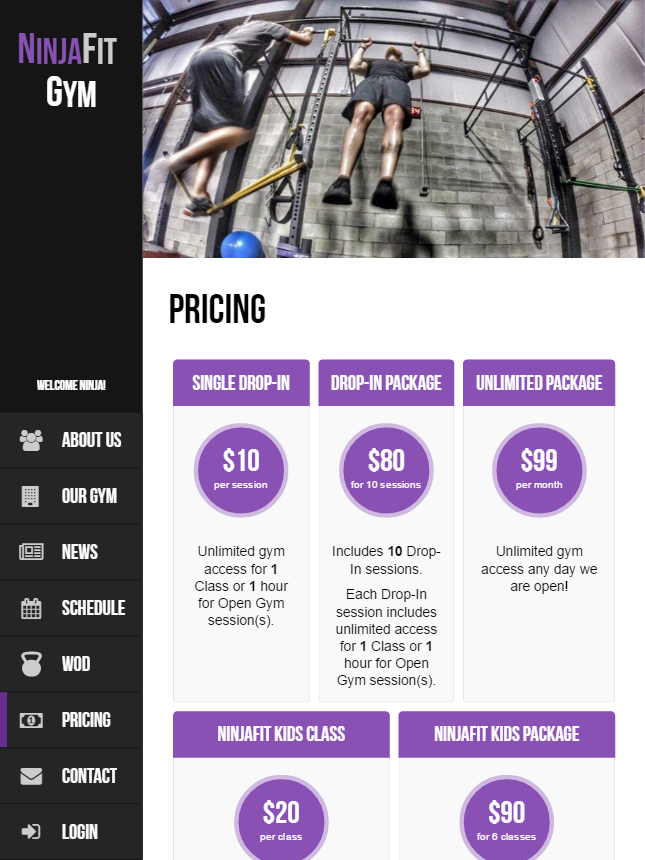 NINJAFIT
GYM
WELCOME NINJA!
ABOUT US
OUR GYM
NEWS
SCHEDULE
WOD
PRICING
CONTACT
LOGIN
PRICING
SINGLE DROP-IN
$10
per session
Unlimited gym
access for 1
Class or 1 hour
for Open Gym
session(s).
DROP-IN PACKAGE
$80
for 10 sessions
Includes 10 Drop-
In sessions.
Each Drop-In
session includes
unlimited access
for 1 Class or 1
hour for Open
Gym session(s).
UNLIMITED PACKAGE
$99
per month
Unlimited gym
access any day we
are open!
NINJAFIT KIDS CLASS
$20
per class
NINJAFIT KIDS PACKAGE
$90
for 6 classes